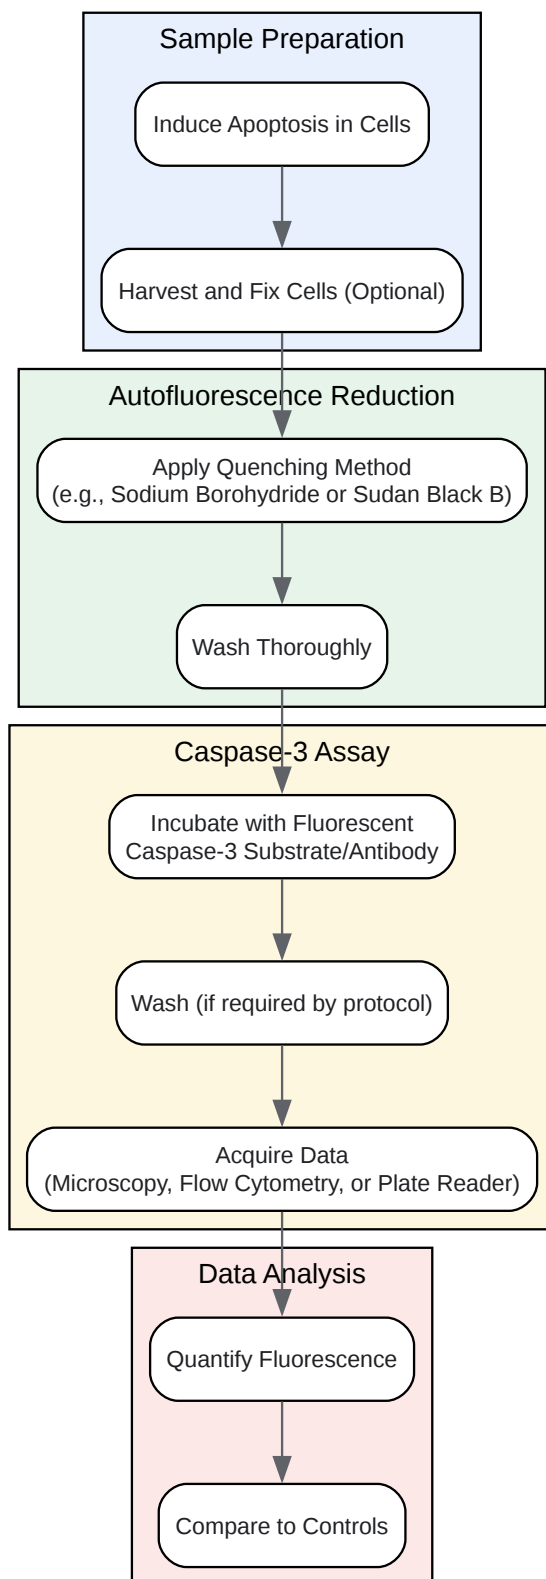 Sample Preparation
Induce Apoptosis in Cells
Harvest and Fix Cells (Optional)
Autofluorescence Reduction
Apply Quenching Method
(e.g., Sodium Borohydride or Sudan Black B)
Wash Thoroughly
Caspase-3 Assay
Incubate with Fluorescent
Caspase-3 Substrate/Antibody
Wash (if required by protocol)
Acquire Data
(Microscopy, Flow Cytometry, or Plate Reader)
Data Analysis
Quantify Fluorescence
Compare to Controls